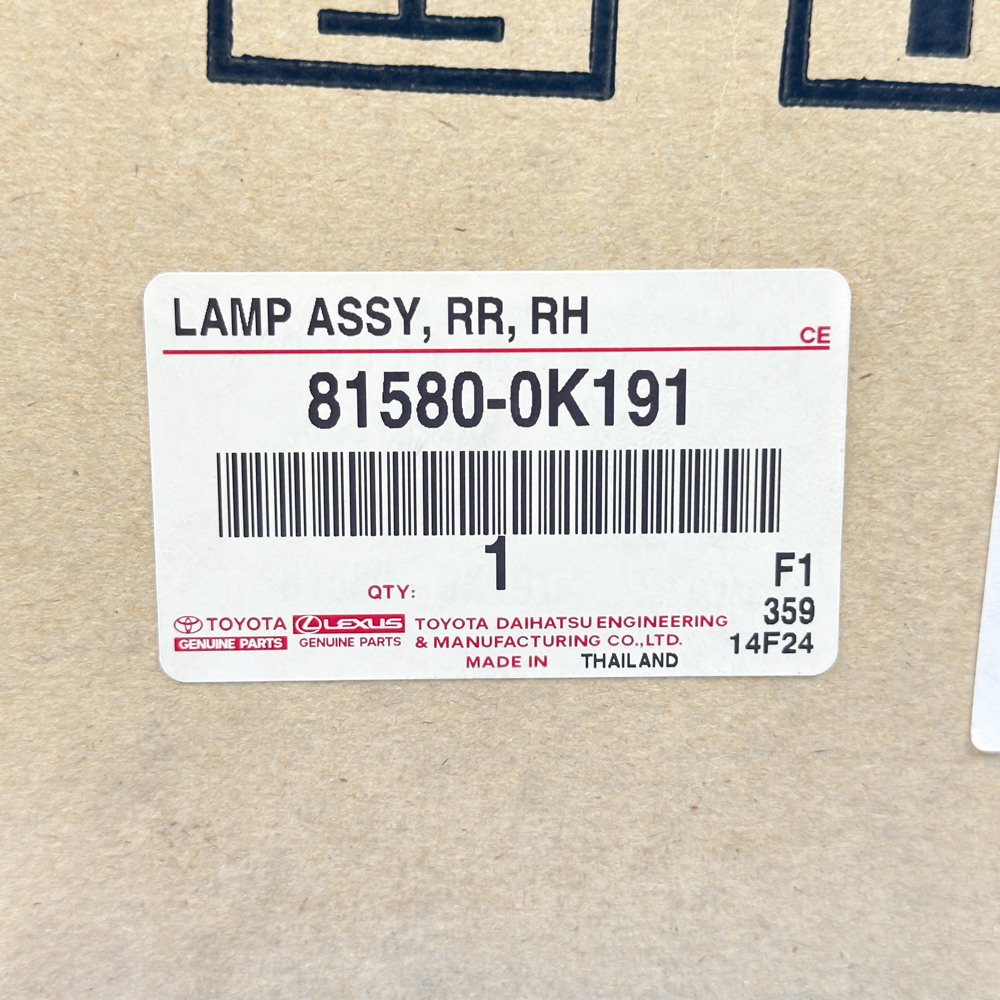 LAMP ASSY, RR, RH
CE
81580-0K191
QTY: 1
F1
359
14F24
TOYOTA
GENUINE PARTS
LEXUS
GENUINE PARTS
TOYOTA DAIHATSU ENGINEERING
& MANUFACTURING CO.,LTD.
MADE IN THAILAND